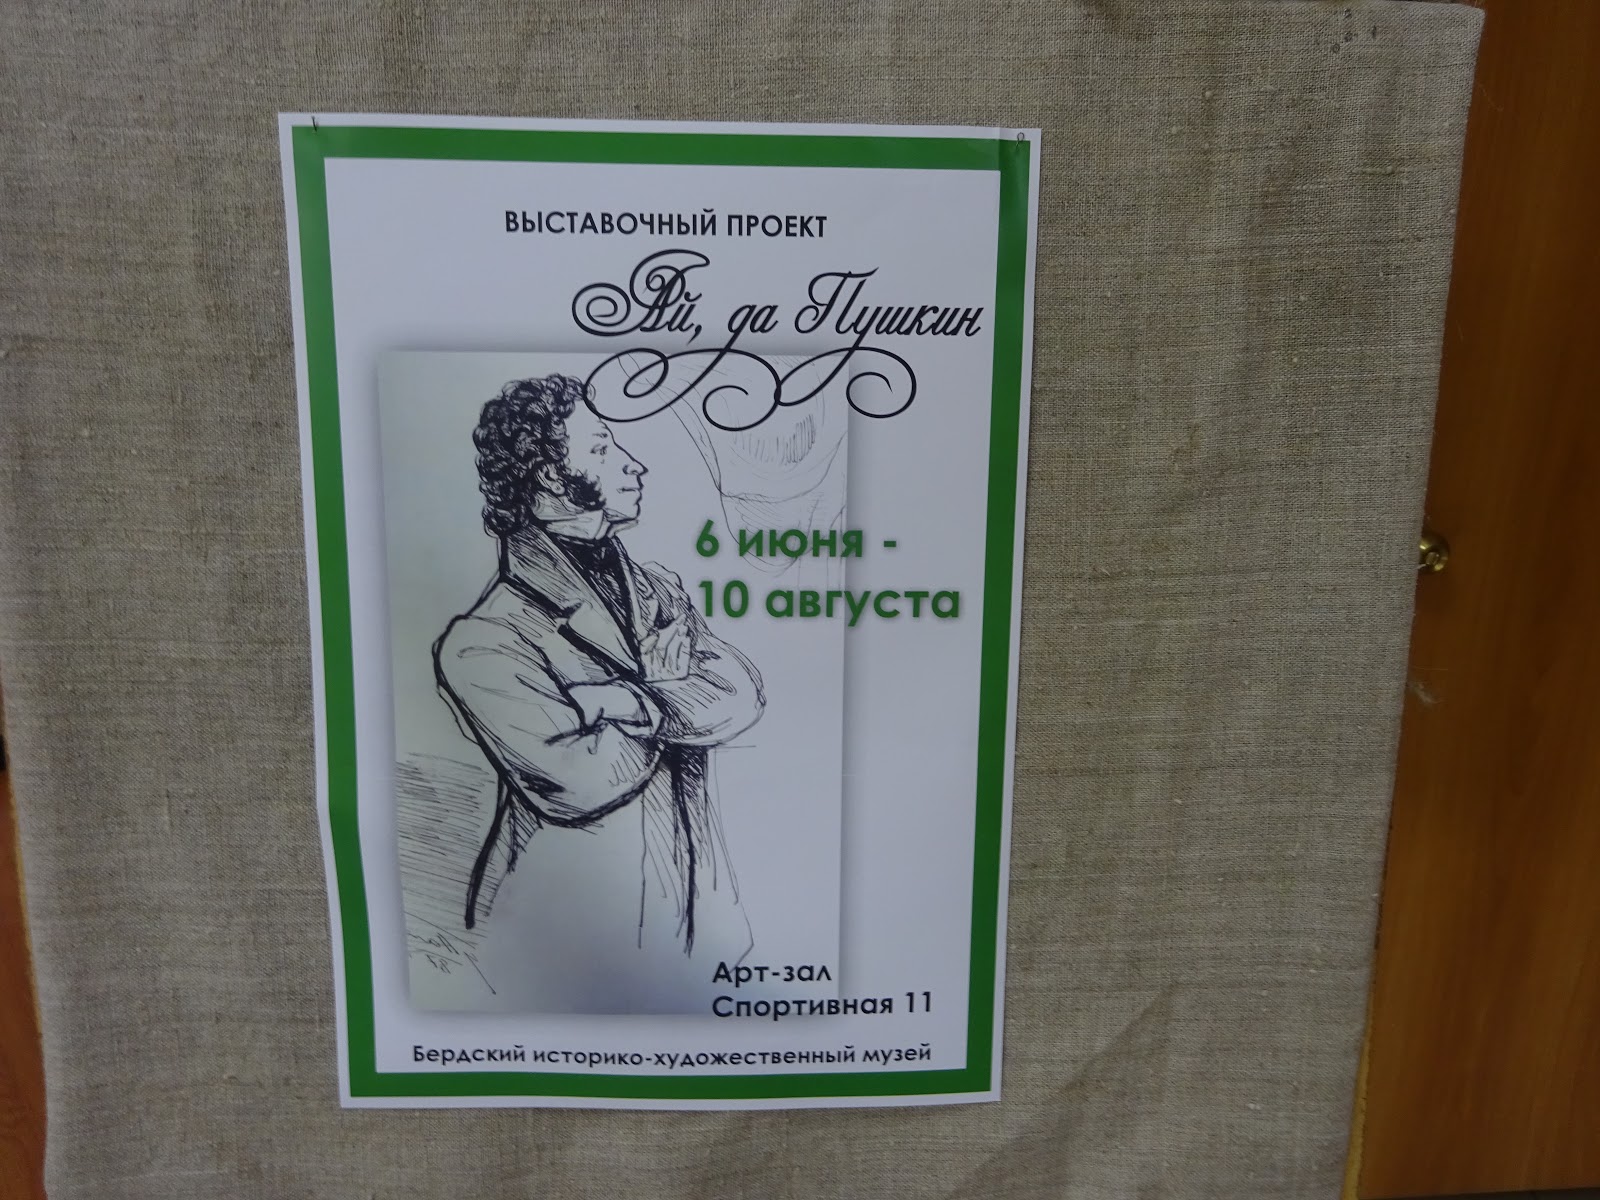 ВЫСТАВОЧНЫЙ ПРОЕКТ
Ай, да Пушкин
6 июня -
10 августа
Арт-зал
Спортивная 11
Бердский историко-художественный музей